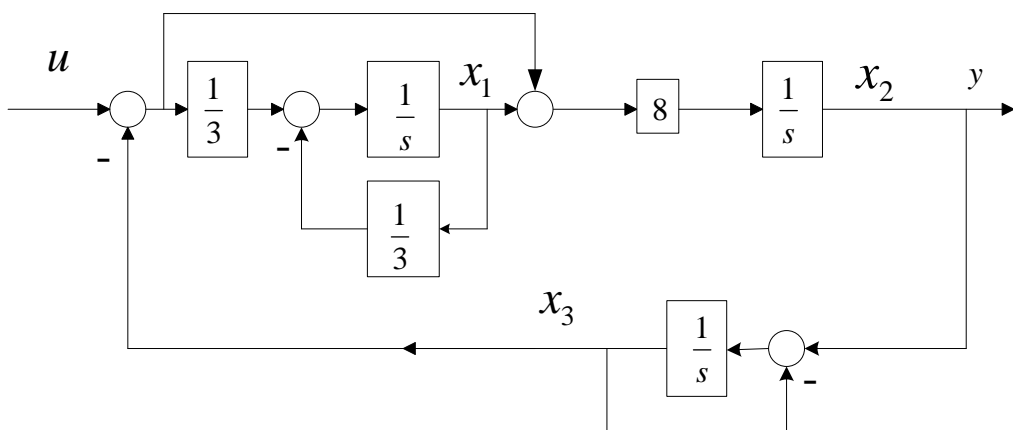 u
-
1/3
-
1/s
x₁
8
1/s
x₂
y
1/3
x₃
1/s
-